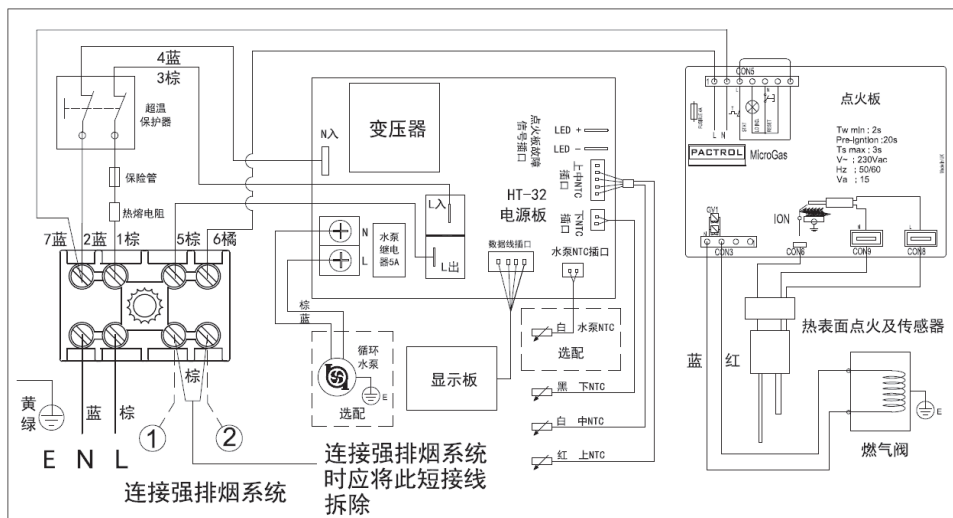 4蓝
3棕
超温
保护器
保险管
热熔电阻
7蓝
2蓝
1棕
5棕
6橘
黄
绿
蓝
棕
棕
1
2
E N L
连接强排烟系统
连接强排烟系统
时应将此短接线
拆除
N入
变压器
点火板故障
信号插口
LED +
LED -
上中NTC
插口
HT-32
电源板
下NTC
插口
L入
N
L
水泵
继电
器5A
L出
数据线插口
水泵NTC插口
棕
蓝
循环
水泵
E
选配
显示板
白 水泵NTC
选配
黑 下NTC
白 中NTC
红 上NTC
1
CON5
L
N
L N
PACTROL
MicroGas
点火板
Tw min : 2s
Pre-Igntion :20s
Ts max : 3s
V~ : 230Vac
Hz : 50/60
Va : 15
GV1
ION
CON3
CON6
CON9
CON8
热表面点火及传感器
蓝
红
E
燃气阀